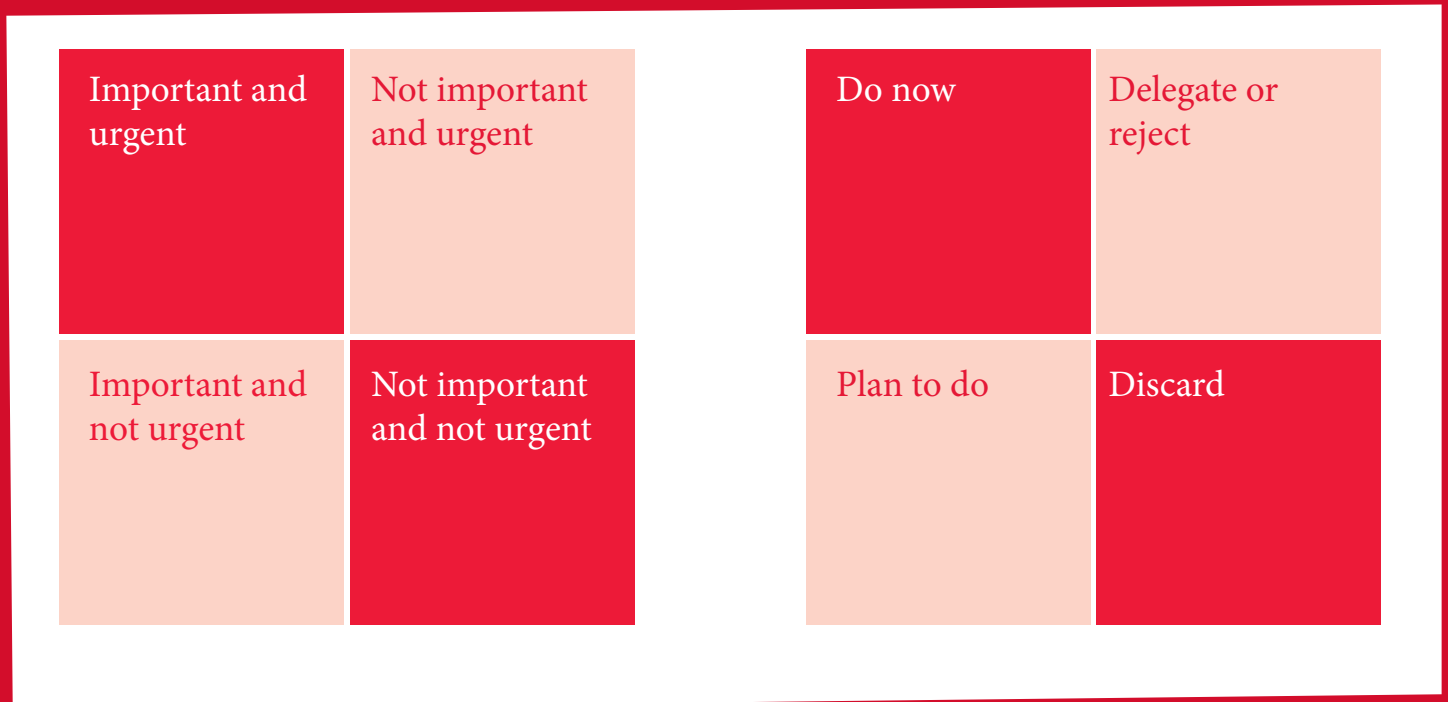 Important and
urgent
Not important
and urgent
Important and
not urgent
Not important
and not urgent
Do now
Delegate or
reject
Plan to do
Discard